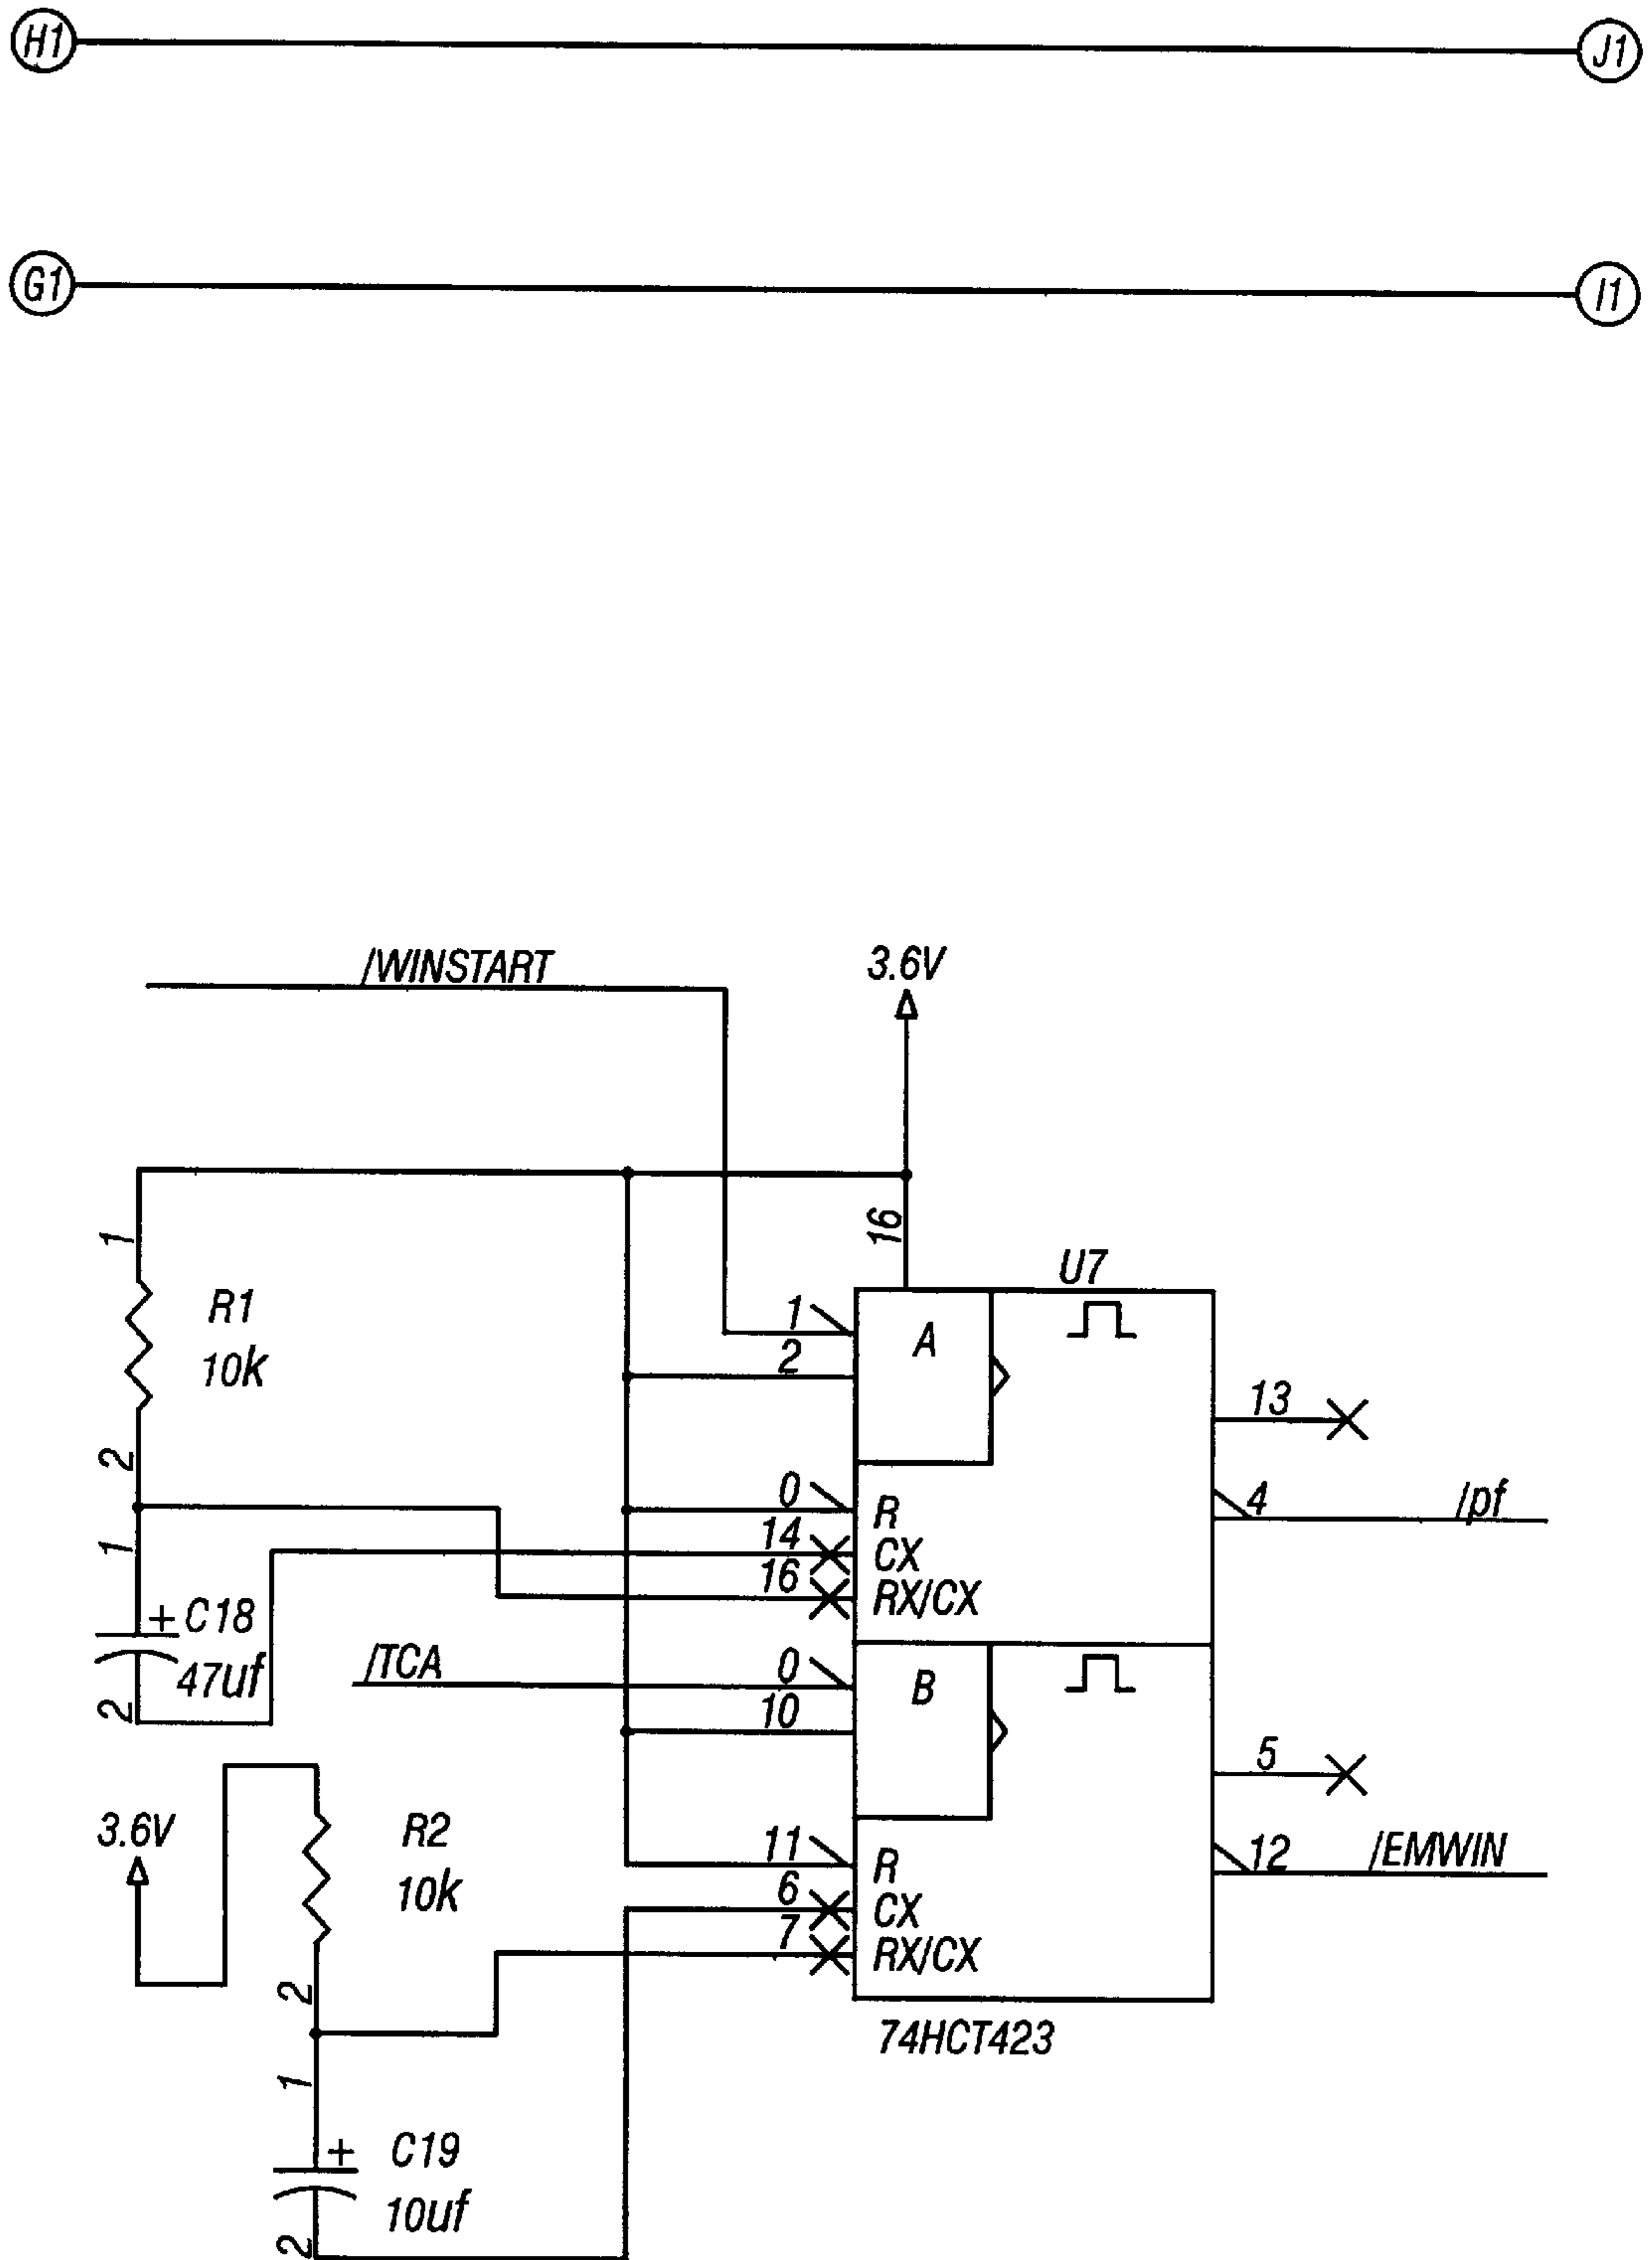 H1
J1
G1
I1
/WINSTART
3.6V
16
U7
1
R1
10k
2
1
2
A
13
0
R
4
/pf
14
CX
16
RX/CX
1
+ C18
47uf
2
/TCA
0
10
B
5
3.6V
R2
10k
11
R
12
/EMWIN
6
CX
7
RX/CX
2
74HCT423
1
+ C19
10uf
2